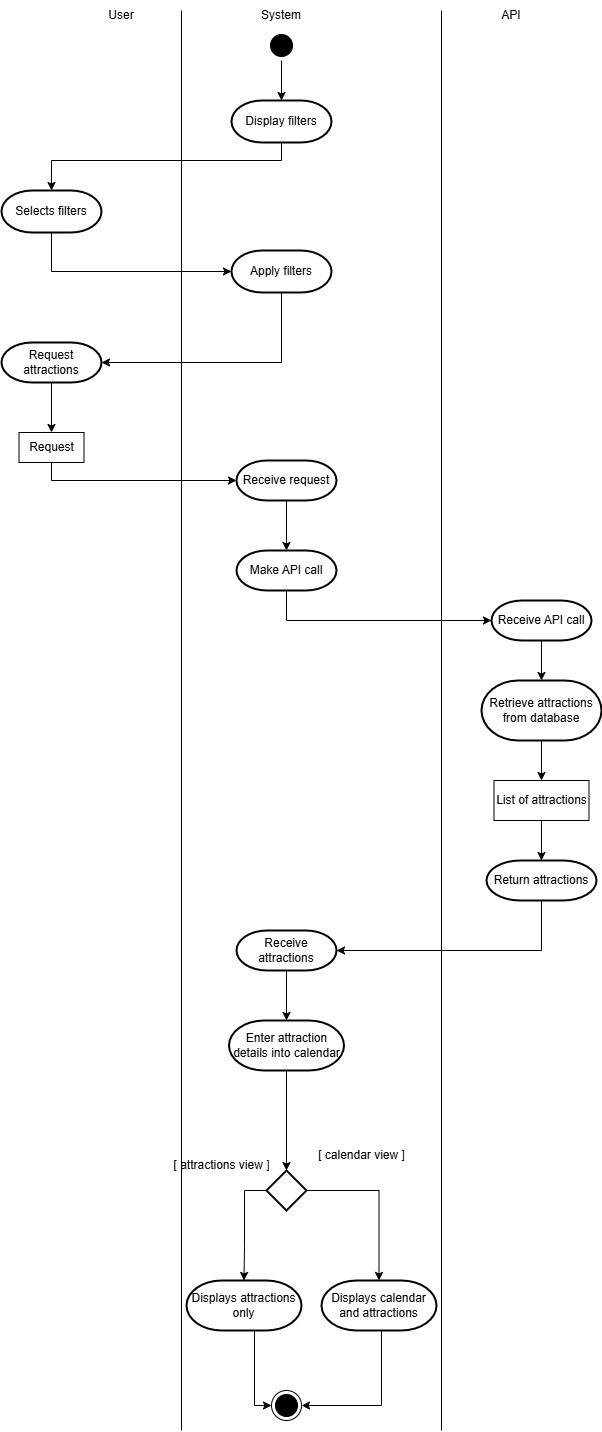 User
System
API
Display filters
Selects filters
Apply filters
Request
attractions
Request
Receive request
Make API call
Receive API call
Retrieve attractions
from database
List of attractions
Return attractions
Receive
attractions
Enter attraction
details into calendar
[ attractions view ]
[ calendar view ]
Displays attractions
only
Displays calendar
and attractions